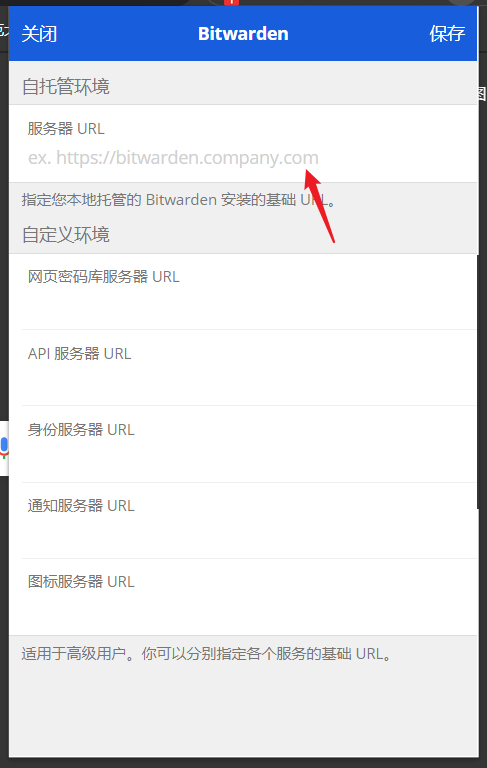 关闭 Bitwarden 保存
自托管环境
服务器 URL
ex. https://bitwarden.company.com
指定您本地托管的 Bitwarden 安装的基础 URL。
自定义环境
网页密码库服务器 URL
API 服务器 URL
身份服务器 URL
通知服务器 URL
图标服务器 URL
适用于高级用户。你可以分别指定各个服务的基础 URL。